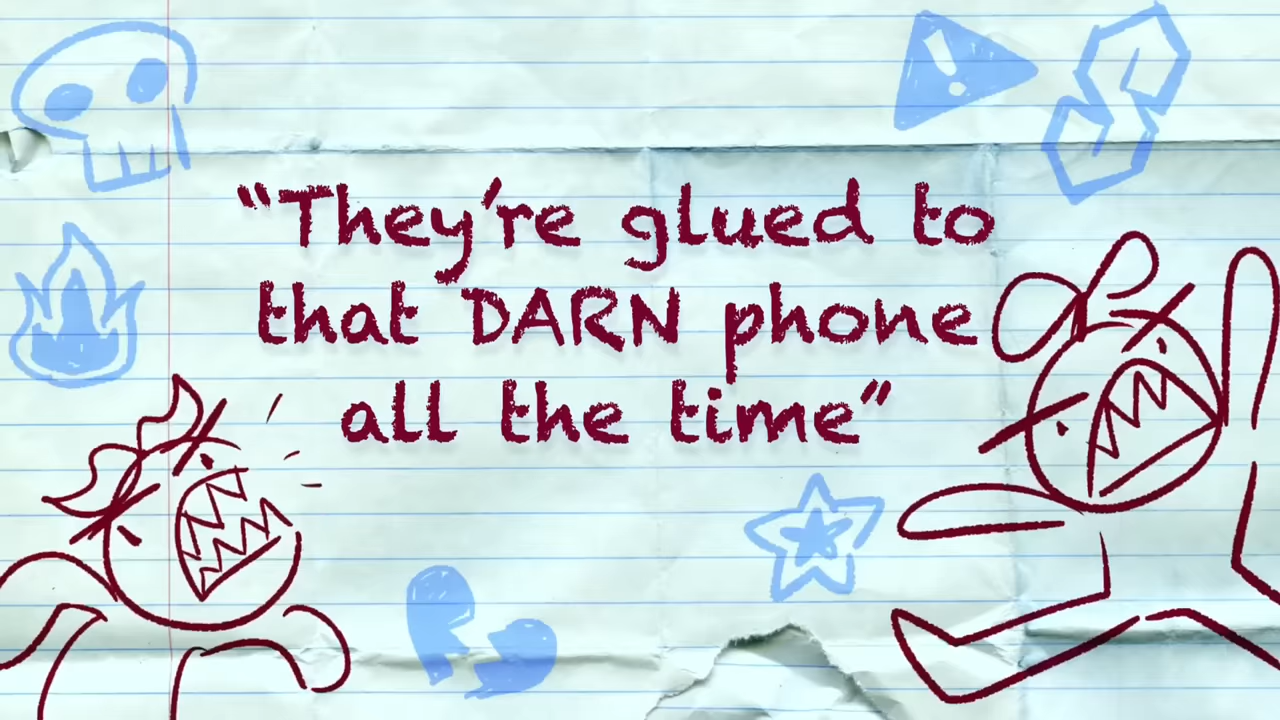 “They’re glued to
that DARN phone
all the time”